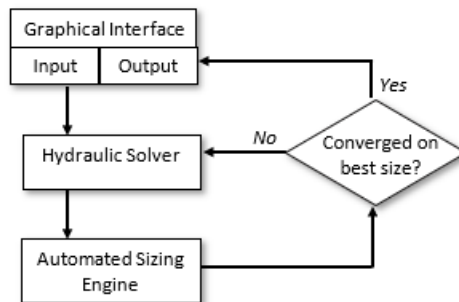 Graphical Interface
Input
Output
Yes
No
Converged on
best size?
Hydraulic Solver
Automated Sizing
Engine